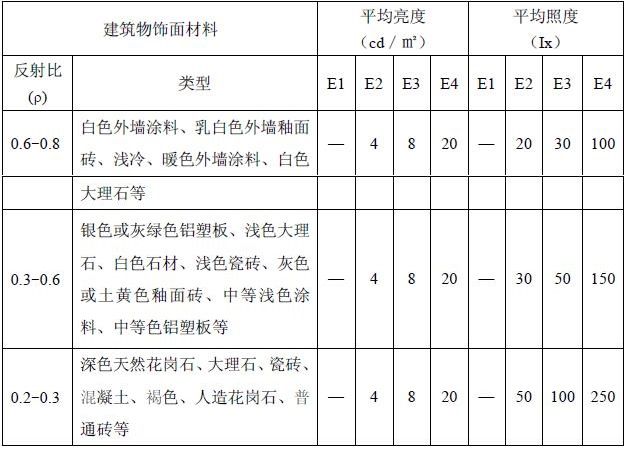 建筑物饰面材料 平均亮度 平均照度
（cd／㎡） （Ix）
反射比 类型 E1 E2 E3 E4 E1 E2 E3 E4
(ρ)
0.6-0.8 白色外墙涂料、乳白色外墙釉面 — 4 8 20 — 20 30 100
砖、浅冷、暖色外墙涂料、白色
大理石等
银色或灰绿色铝塑板、浅色大理
石、白色石材、浅色瓷砖、灰色
0.3-0.6 — 4 8 20 — 30 50 150
或土黄色釉面砖、中等浅色涂
料、中等色铝塑板等
深色天然花岗石、大理石、瓷砖、
0.2-0.3 混凝土、褐色、人造花岗石、普 — 4 8 20 — 50 100 250
通砖等